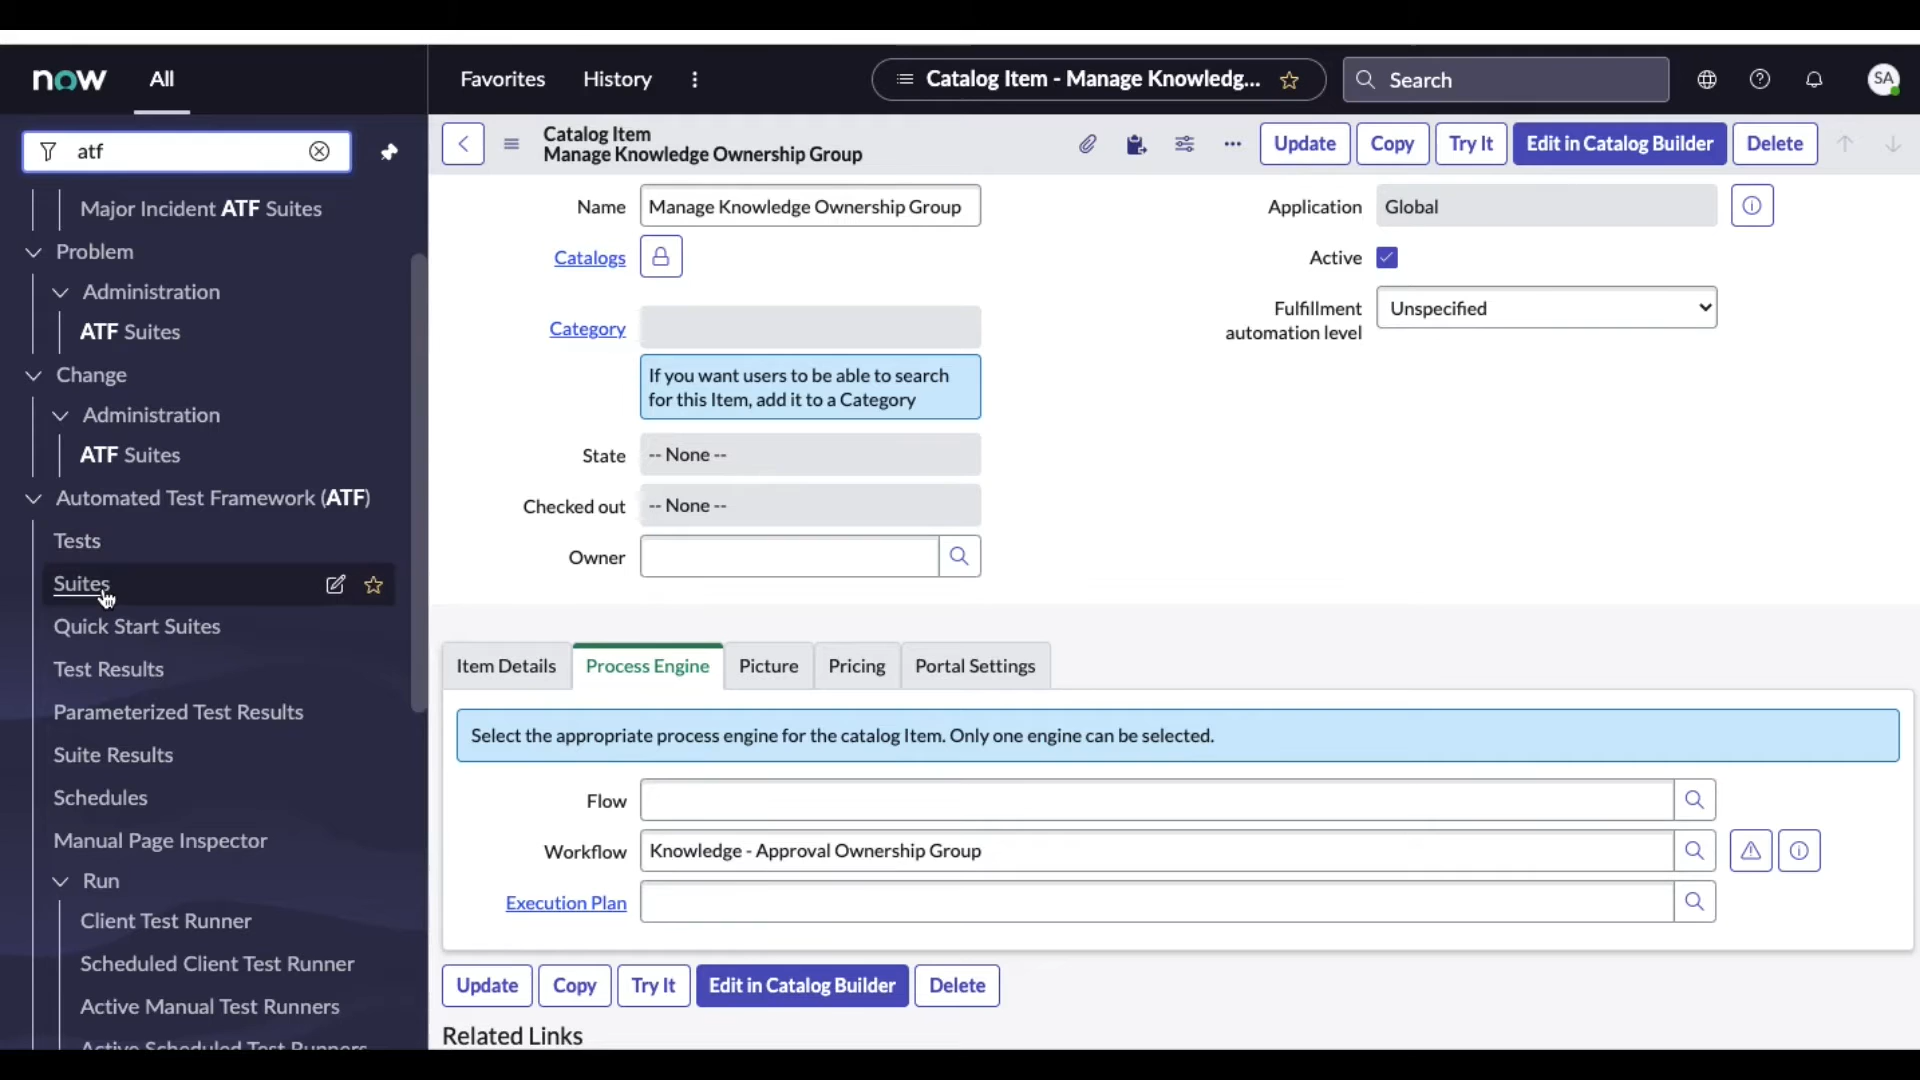 now
All
Favorites
History
Catalog Item - Manage Knowledg...
Search
SA
atf
Major Incident ATF Suites
Problem
Administration
ATF Suites
Change
Administration
ATF Suites
Automated Test Framework (ATF)
Tests
Suites
Quick Start Suites
Test Results
Parameterized Test Results
Suite Results
Schedules
Manual Page Inspector
Run
Client Test Runner
Scheduled Client Test Runner
Active Manual Test Runners
Active Scheduled Test Runners
Catalog Item
Manage Knowledge Ownership Group
Update
Copy
Try It
Edit in Catalog Builder
Delete
Name
Manage Knowledge Ownership Group
Application
Global
Catalogs
Active
Category
Fulfillment
automation level
Unspecified
If you want users to be able to search
for this Item, add it to a Category
State
-- None --
Checked out
-- None --
Owner
Item Details
Process Engine
Picture
Pricing
Portal Settings
Select the appropriate process engine for the catalog Item. Only one engine can be selected.
Flow
Workflow
Knowledge - Approval Ownership Group
Execution Plan
Update
Copy
Try It
Edit in Catalog Builder
Delete
Related Links